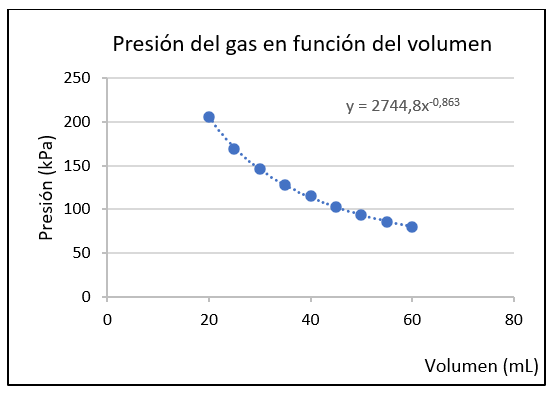 Presión del gas en función del volumen
y = 2744,8x^-0,863
Presión (kPa)
250
200
150
100
50
0
0 20 40 60 80
Volumen (mL)